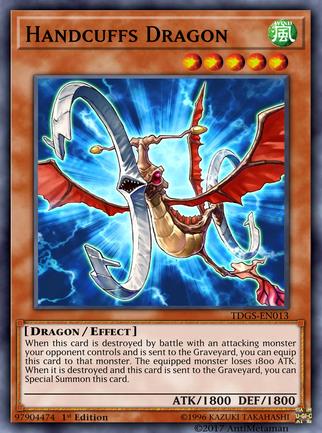 HANDCUFFS DRAGON
WIND
風
TDGS-EN013
[DRAGON / EFFECT]
When this card is destroyed by battle with an attacking monster
your opponent controls and is sent to the Graveyard, you can equip
this card to that monster. The equipped monster loses 1800 ATK.
When it is destroyed and this card is sent to the Graveyard, you can
Special Summon this card.
ATK/1800 DEF/1800
97904474 1st Edition ©1996 KAZUKI TAKAHASHI
©2017 AntiMetaman